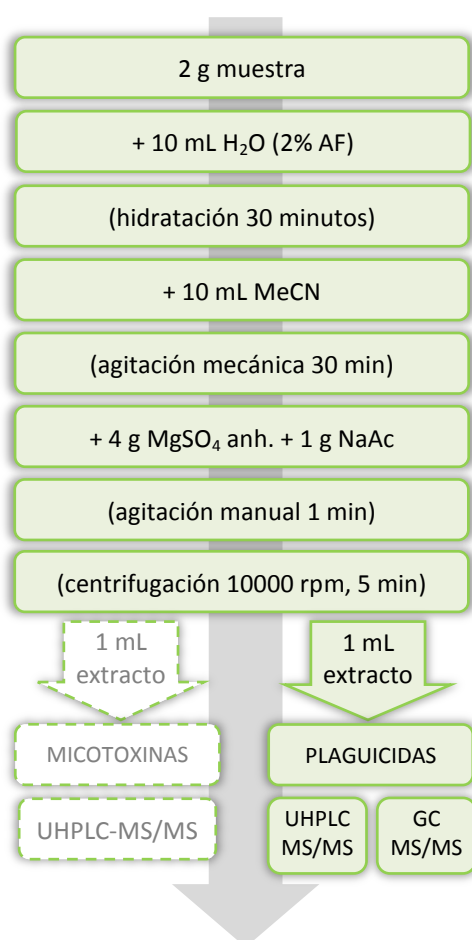 2 g muestra
+ 10 mL H₂O (2% AF)
(hidratación 30 minutos)
+ 10 mL MeCN
(agitación mecánica 30 min)
+ 4 g MgSO₄ anh. + 1 g NaAc
(agitación manual 1 min)
(centrifugación 10000 rpm, 5 min)
1 mL
extracto
1 mL
extracto
MICOTOXINAS
PLAGUICIDAS
UHPLC-MS/MS
UHPLC
MS/MS
GC
MS/MS